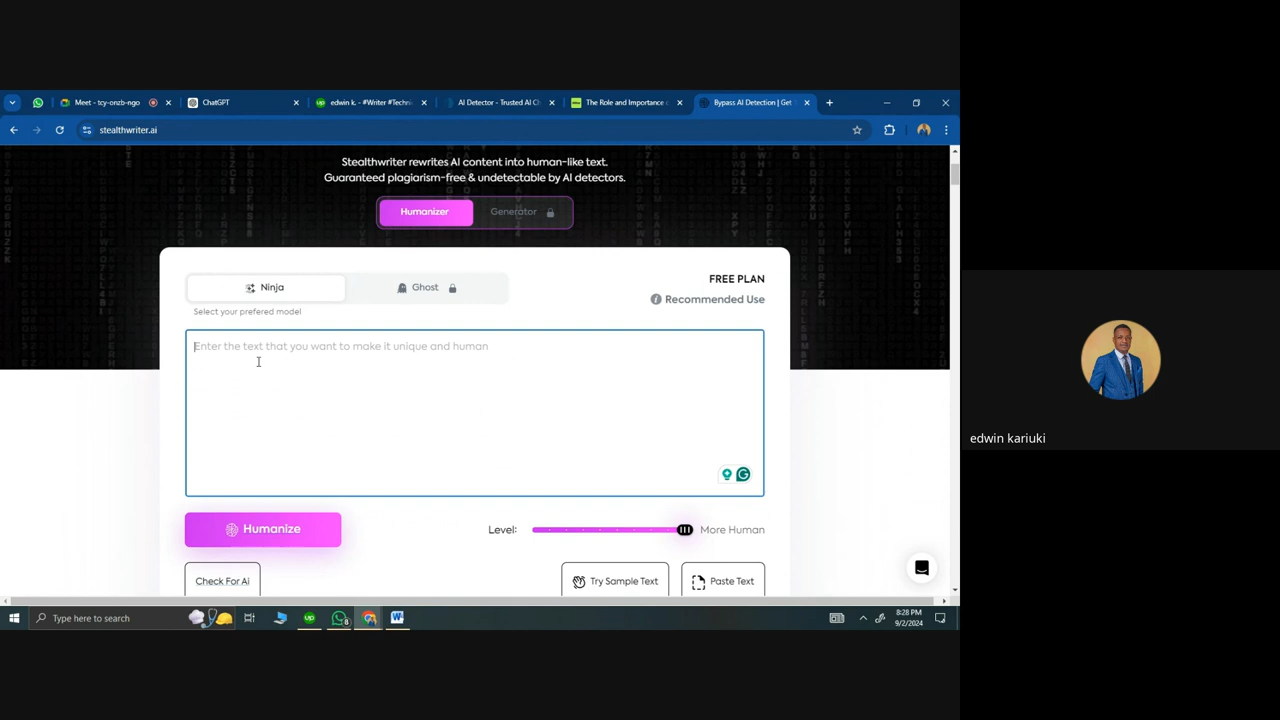 Meet - tcy-onzb-ngo
ChatGPT
edwin k. - #Writer #Techni
AI Detector - Trusted AI Ch
The Role and Importance o
Bypass AI Detection | Get
stealthwriter.ai
Stealthwriter rewrites AI content into human-like text.
Guaranteed plagiarism-free & undetectable by AI detectors.
Humanizer
Generator
Ninja
Ghost
FREE PLAN
Recommended Use
Select your prefered model
Enter the text that you want to make it unique and human
Humanize
Level:
More Human
Check For Ai
Try Sample Text
Paste Text
edwin kariuki
Type here to search
8:28 PM
9/2/2024